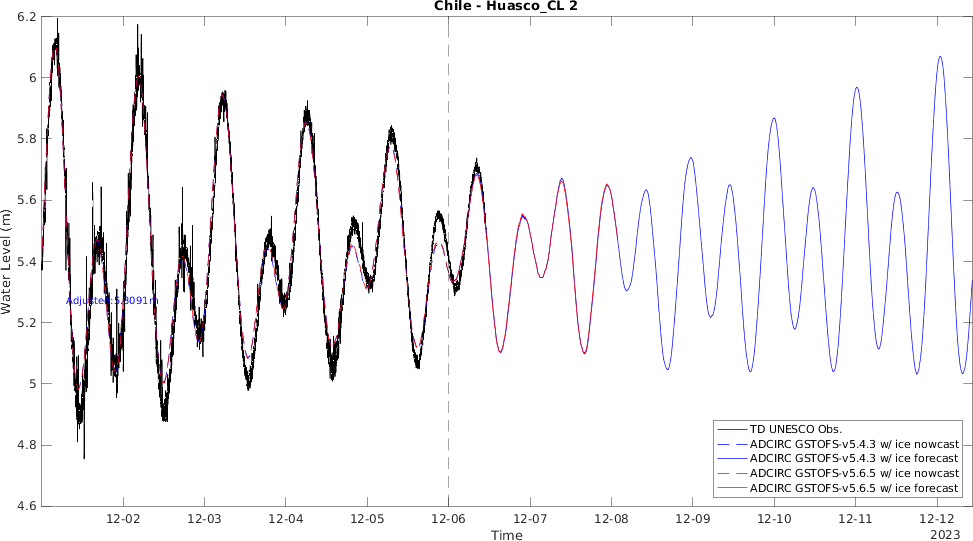 Chile - Huasco_CL 2
6.2
6
5.8
5.6
5.4
5.2
5
4.8
4.6
Water Level (m)
Adjusted:5.3091m
TD UNESCO Obs.
ADCIRC GSTOFS-v5.4.3 w/ ice nowcast
ADCIRC GSTOFS-v5.4.3 w/ ice forecast
ADCIRC GSTOFS-v5.6.5 w/ ice nowcast
ADCIRC GSTOFS-v5.6.5 w/ ice forecast
12-02 12-03 12-04 12-05 12-06 12-07 12-08 12-09 12-10 12-11 12-12
2023
Time